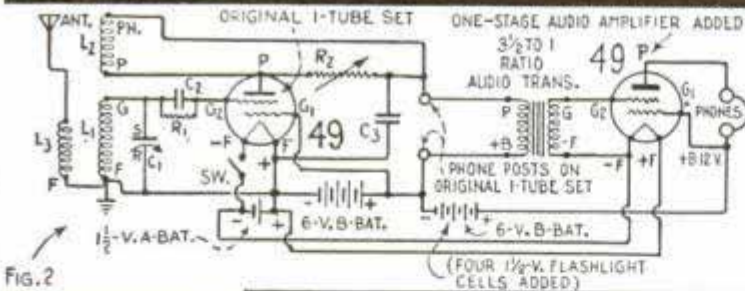 ANT.
ORIGINAL 1-TUBE SET
ONE-STAGE AUDIO AMPLIFIER ADDED
L2
PH.
P
P
R2
3½ TO 1
RATIO
AUDIO TRANS.
49 P
G
C2
G2
G1
R1
49
C3
L3
L1
S
R
C1
F
F
-F
F
+
SW.
P
G
+B
-F
G2
G1
PHONES
-F
+F
+B 12 V.
PHONE POSTS ON
ORIGINAL 1-TUBE SET
-
+
6-V. B-BAT.
-
+
1½-V. A-BAT.
-
+
6-V. B-BAT.
(FOUR 1½-V. FLASHLIGHT
CELLS ADDED)
FIG. 2